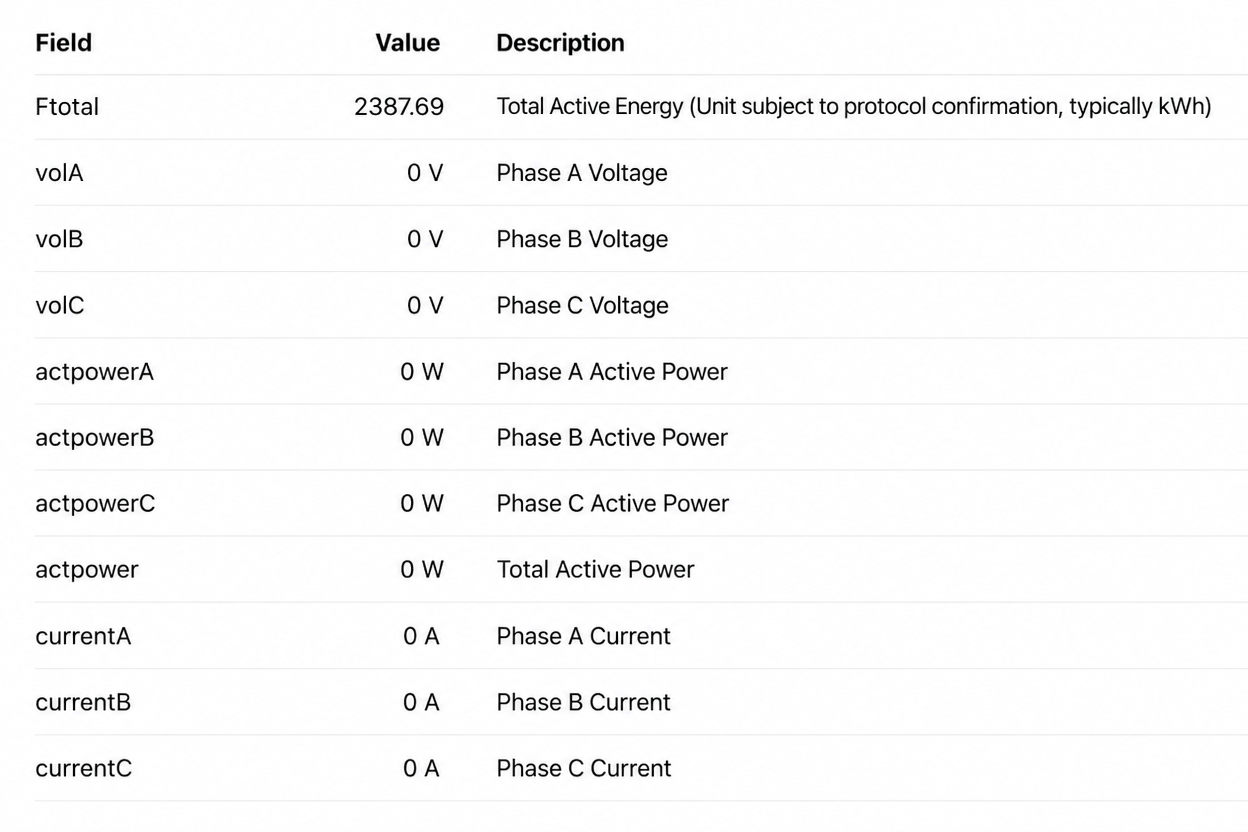 Field Value Description
Ftotal 2387.69 Total Active Energy (Unit subject to protocol confirmation, typically kWh)
volA 0 V Phase A Voltage
volB 0 V Phase B Voltage
volC 0 V Phase C Voltage
actpowerA 0 W Phase A Active Power
actpowerB 0 W Phase B Active Power
actpowerC 0 W Phase C Active Power
actpower 0 W Total Active Power
currentA 0 A Phase A Current
currentB 0 A Phase B Current
currentC 0 A Phase C Current